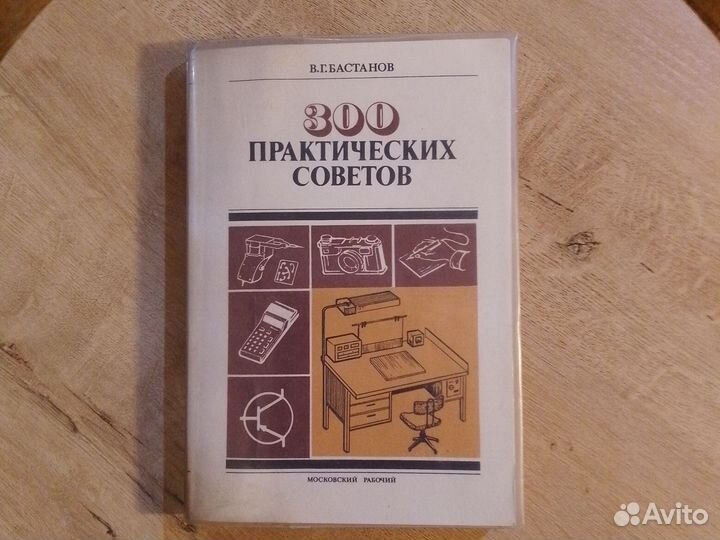 В.Г. БАСТАНОВ
300
ПРАКТИЧЕСКИХ
СОВЕТОВ
МОСКОВСКИЙ РАБОЧИЙ
Avito